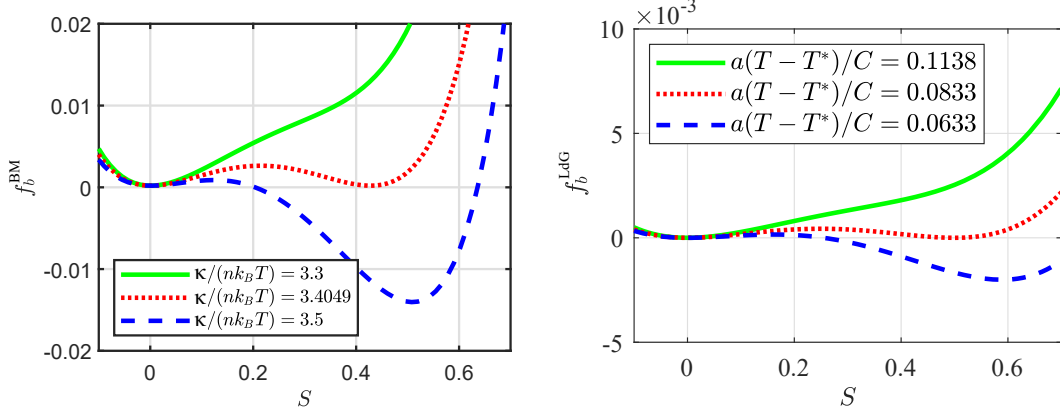 0.02
0.01
0
-0.01
-0.02
f_b^BM
κ/(nk_BT) = 3.3
κ/(nk_BT) = 3.4049
κ/(nk_BT) = 3.5
0 0.2 0.4 0.6
S
×10^-3
10
5
0
-5
f_b^LdG
a(T − T*)/C = 0.1138
a(T − T*)/C = 0.0833
a(T − T*)/C = 0.0633
0 0.2 0.4 0.6
S